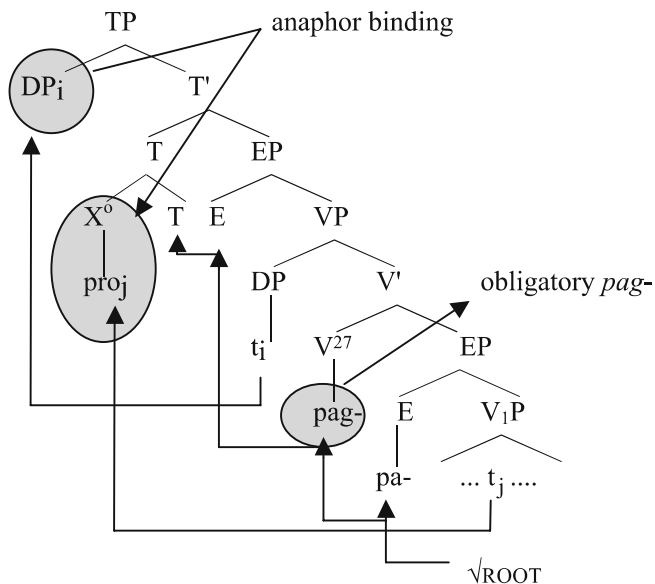 TP anaphor binding
DPi T'
T EP
Xo T E VP
proj DP V' obligatory pag-
ti V27 EP
pag- E V1P
pa- ... tj ....
√ROOT